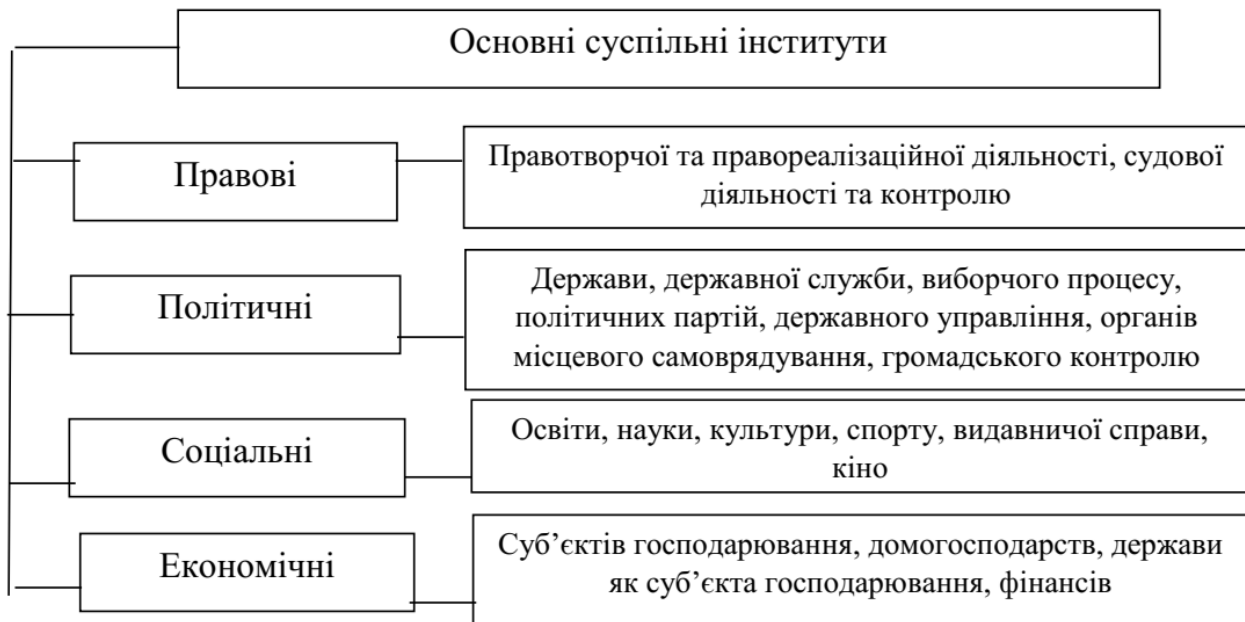 Основні суспільні інститути
Правові
Правотворчої та правореалізаційної діяльності, судової
діяльності та контролю
Політичні
Держави, державної служби, виборчого процесу,
політичних партій, державного управління, органів
місцевого самоврядування, громадського контролю
Соціальні
Освіти, науки, культури, спорту, видавничої справи,
кіно
Економічні
Суб’єктів господарювання, домогосподарств, держави
як суб’єкта господарювання, фінансів